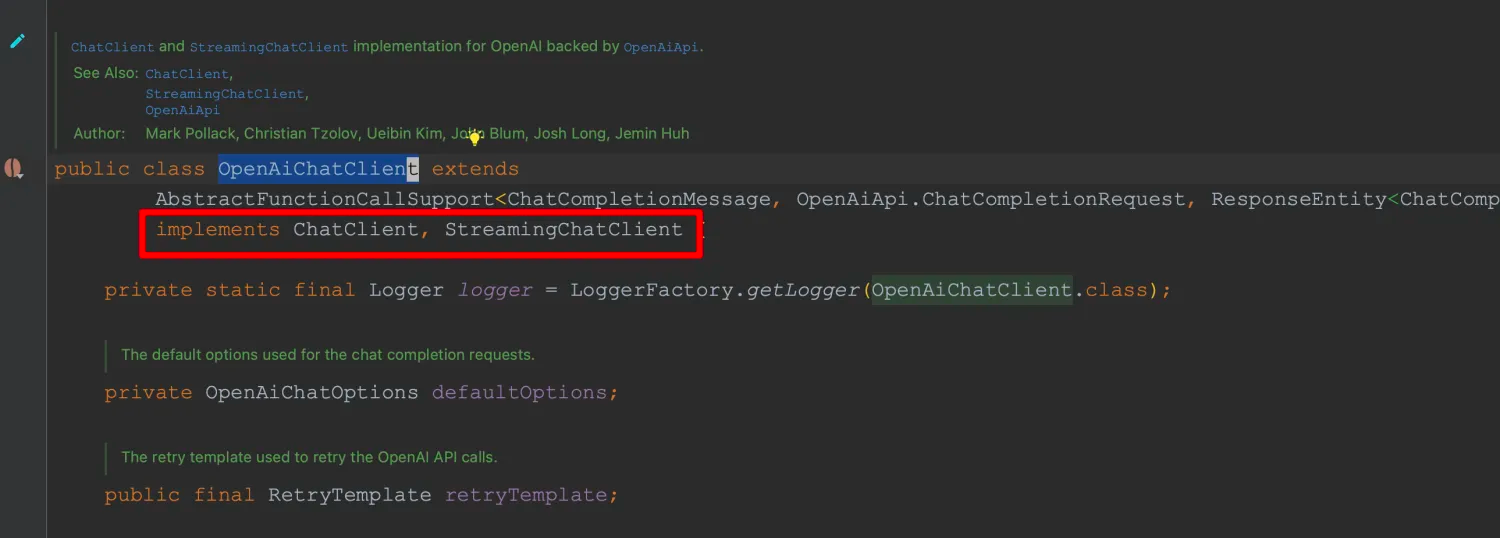 ChatClient and StreamingChatClient implementation for OpenAI backed by OpenAiApi.
See Also: ChatClient,
StreamingChatClient,
OpenAiApi
Author: Mark Pollack, Christian Tzolov, Ueibin Kim, John Blum, Josh Long, Jemin Huh
public class OpenAiChatClient extends
AbstractFunctionCallSupport<ChatCompletionMessage, OpenAiApi.ChatCompletionRequest, ResponseEntity<ChatComp
implements ChatClient, StreamingChatClient
private static final Logger logger = LoggerFactory.getLogger(OpenAiChatClient.class);
The default options used for the chat completion requests.
private OpenAiChatOptions defaultOptions;
The retry template used to retry the OpenAI API calls.
public final RetryTemplate retryTemplate;